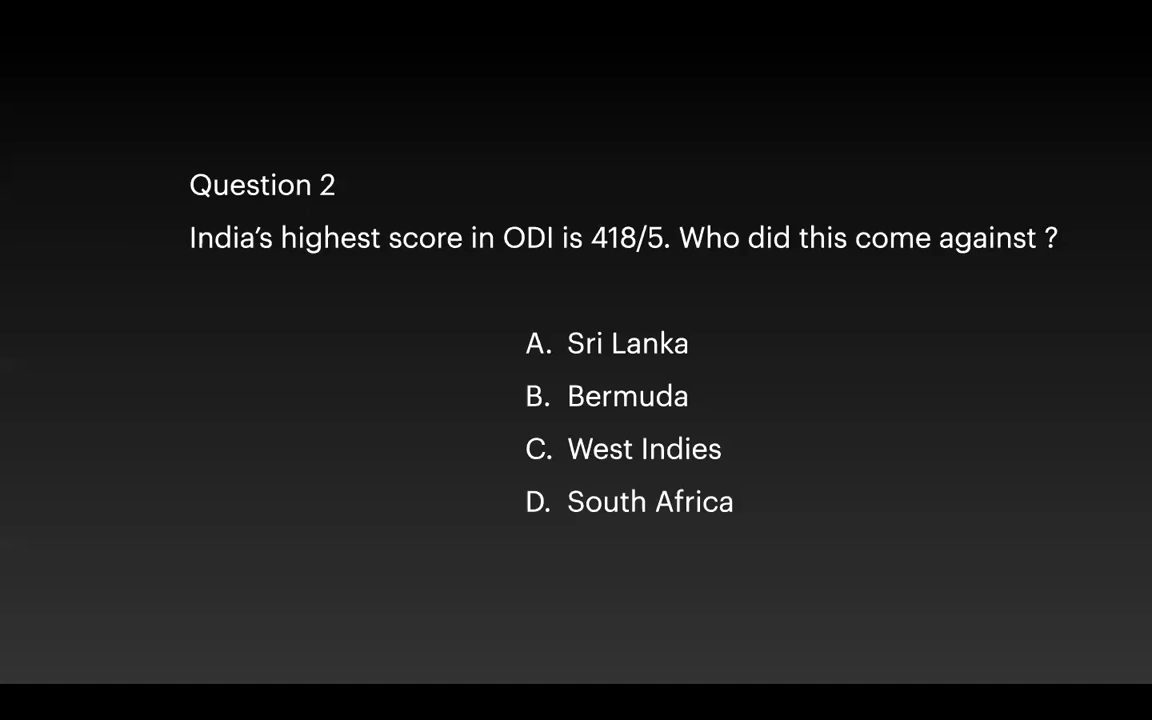 Question 2
India’s highest score in ODI is 418/5. Who did this come against ?
A. Sri Lanka
B. Bermuda
C. West Indies
D. South Africa